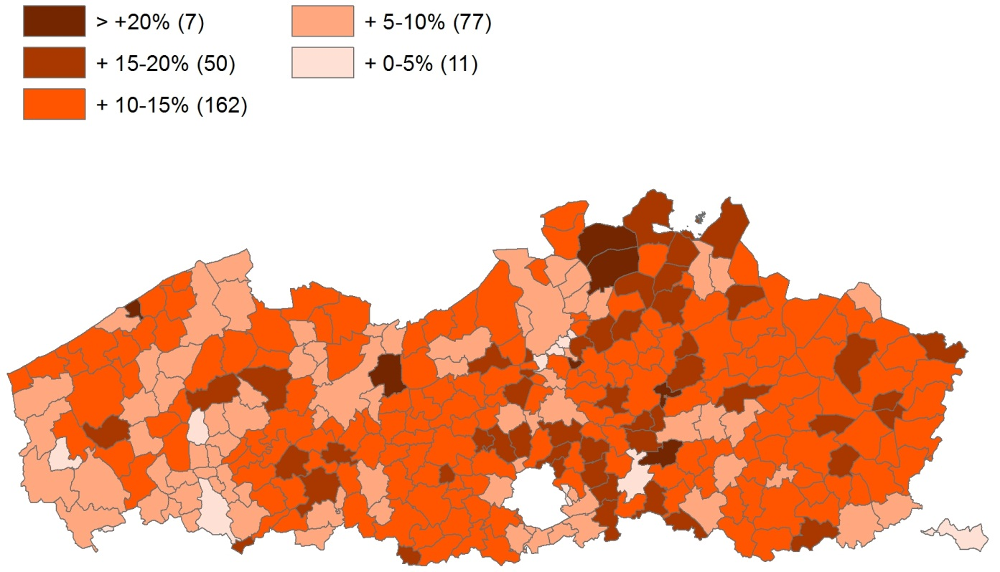 > +20% (7)
+ 15-20% (50)
+ 10-15% (162)
+ 5-10% (77)
+ 0-5% (11)